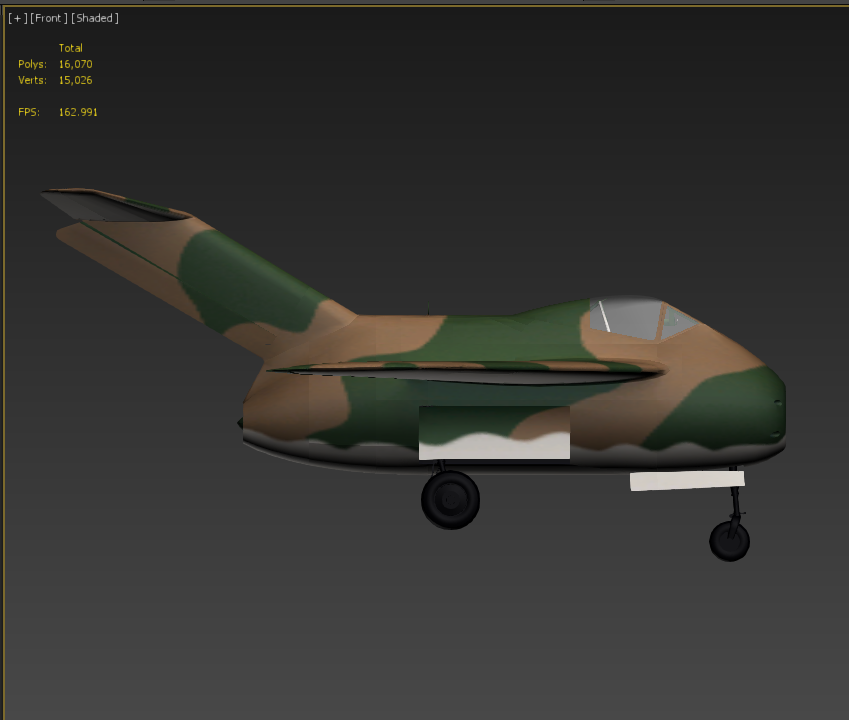 [ + ] [Front ] [Shaded ]
Total
Polys: 16,070
Verts: 15,026
FPS: 162.991